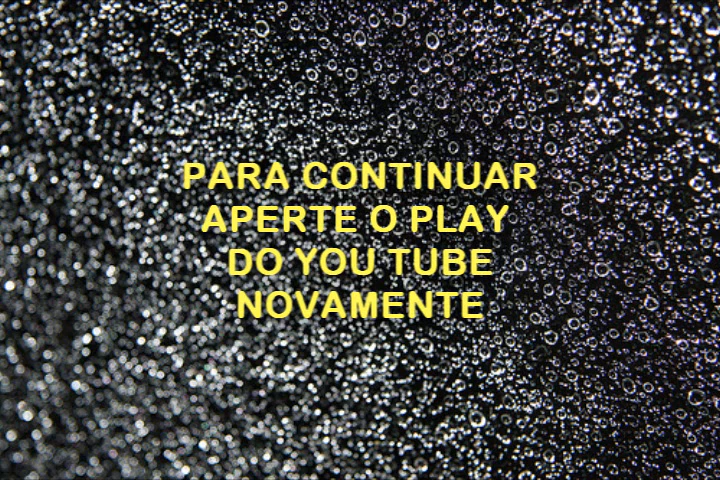 PARA CONTINUAR
APERTE O PLAY
DO YOU TUBE
NOVAMENTE